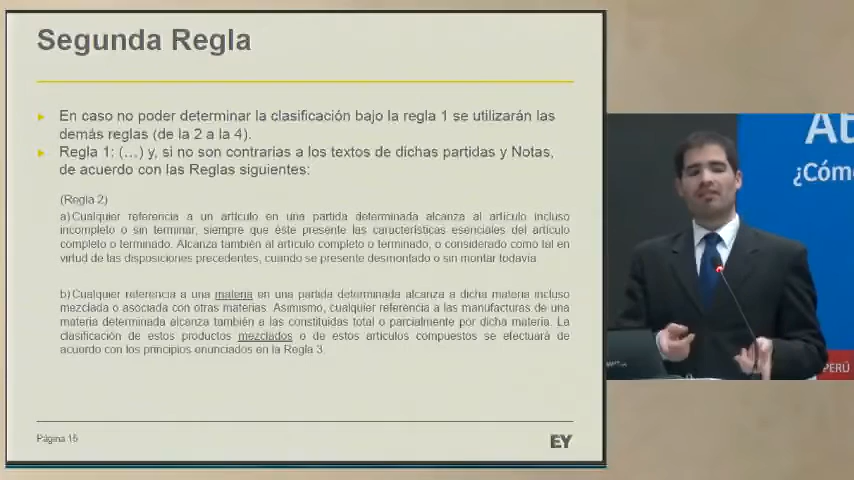 Segunda Regla
En caso no poder determinar la clasificación bajo la regla 1 se utilizarán las
demás reglas (de la 2 a la 4).
Regla 1: (…) y, si no son contrarias a los textos de dichas partidas y Notas,
de acuerdo con las Reglas siguientes:
(Regla 2)
a) Cualquier referencia a un artículo en una partida determinada alcanza al artículo incluso
incompleto o sin terminar, siempre que éste presente las características esenciales del artículo
completo o terminado. Alcanza también al artículo completo o terminado, o considerado como tal en
virtud de las disposiciones precedentes, cuando se presente desmontado o sin montar todavía.
b) Cualquier referencia a una materia en una partida determinada alcanza a dicha materia incluso
mezclada o asociada con otras materias. Asimismo, cualquier referencia a las manufacturas de una
materia determinada alcanza también a las constituidas total o parcialmente por dicha materia. La
clasificación de estos productos mezclados o de estos artículos compuestos se efectuará de
acuerdo con los principios enunciados en la Regla 3.
Página 15
EY
At
¿Cómo
PERÚ